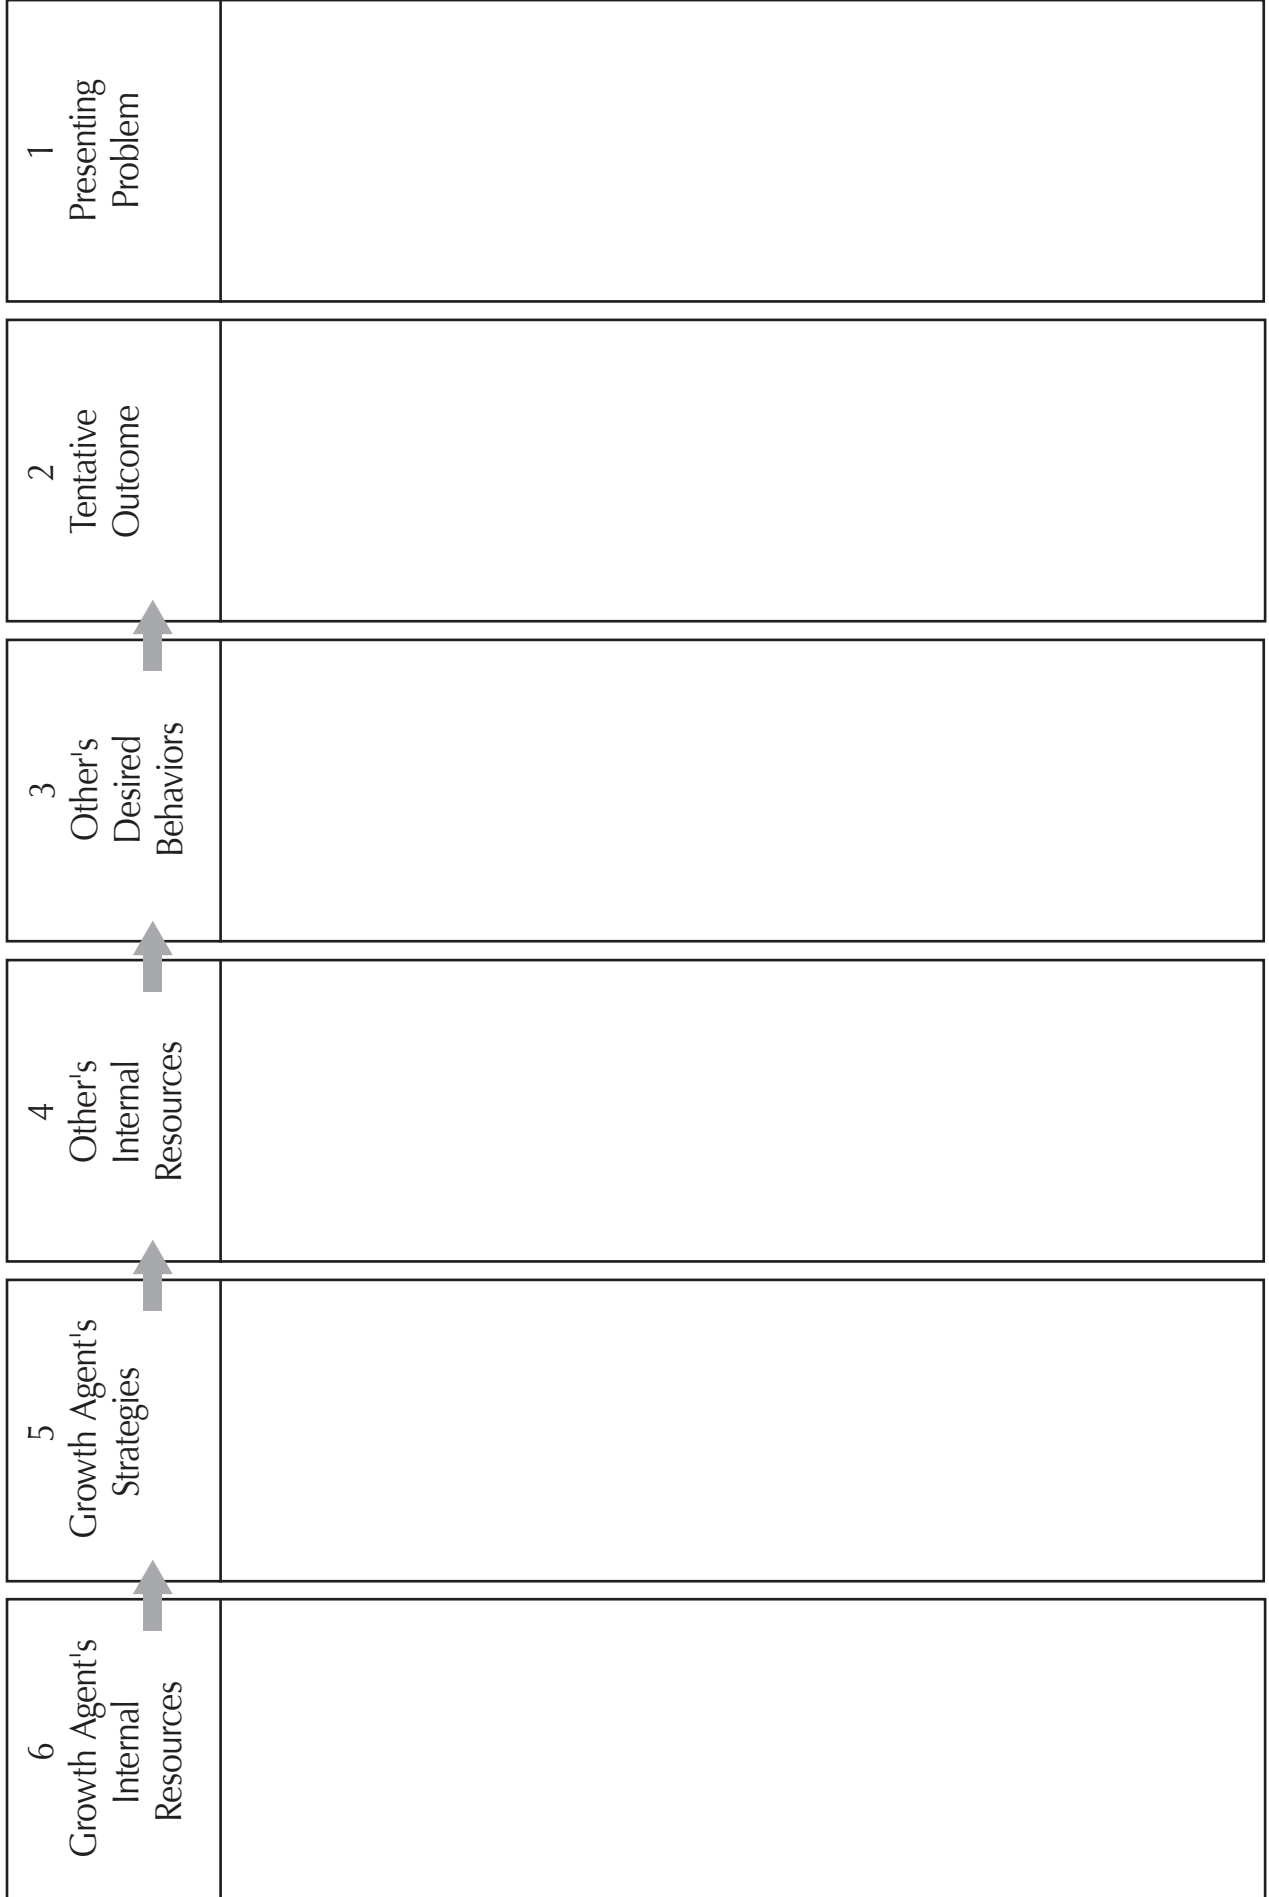 6
Growth Agent's
Internal
Resources
5
Growth Agent's
Strategies
4
Other's
Internal
Resources
3
Other's
Desired
Behaviors
2
Tentative
Outcome
1
Presenting
Problem